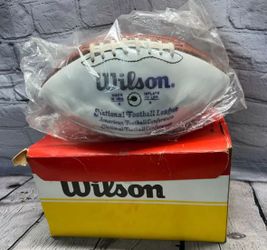 Wilson.
National Football League
American Football Conference
National Football Conference
Wilson